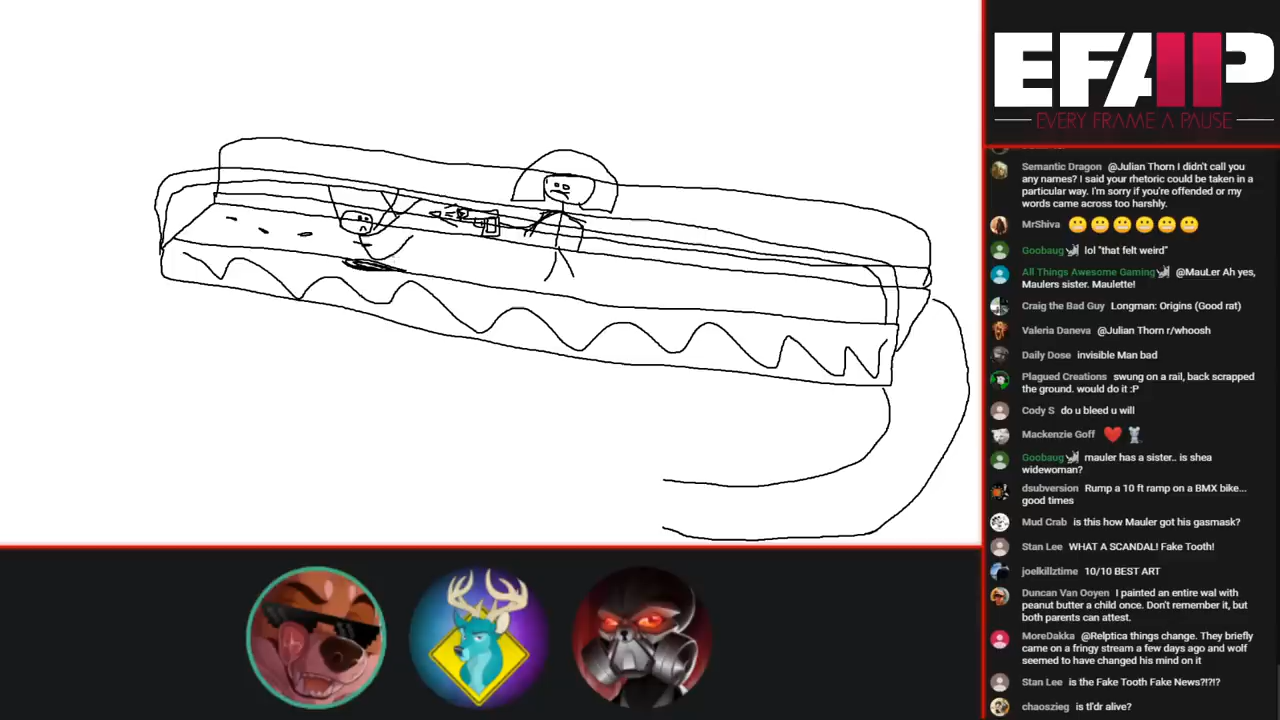 EFAP
EVERY FRAME A PAUSE
Semantic Dragon @Julian Thorn I didn't call you
any names? I said your rhetoric could be taken in a
particular way. I'm sorry if you're offended or my
words came across too harshly.
MrShiva 😬😬😬😬😬😬
Goobaug lol "that felt weird"
All Things Awesome Gaming @MauLer Ah yes,
Maulers sister. Maulette!
Craig the Bad Guy Longman: Origins (Good rat)
Valeria Daneva @Julian Thorn r/whoosh
Daily Dose invisible Man bad
Plagued Creations swung on a rail, back scrapped
the ground. would do it :P
Cody S do u bleed u will
Mackenzie Goff ❤️ 🐭
Goobaug mauler has a sister.. is shea
widewoman?
dsubversion Rump a 10 ft ramp on a BMX bike...
good times
Mud Crab is this how Mauler got his gasmask?
Stan Lee WHAT A SCANDAL! Fake Tooth!
joelkillztime 10/10 BEST ART
Duncan Van Ooyen I painted an entire wal with
peanut butter a child once. Don't remember it, but
both parents can attest.
MoreDakka @Relptica things change. They briefly
came on a fringy stream a few days ago and wolf
seemed to have changed his mind on it
Stan Lee is the Fake Tooth Fake News?!?!?
chaoszieg is tl'dr alive?